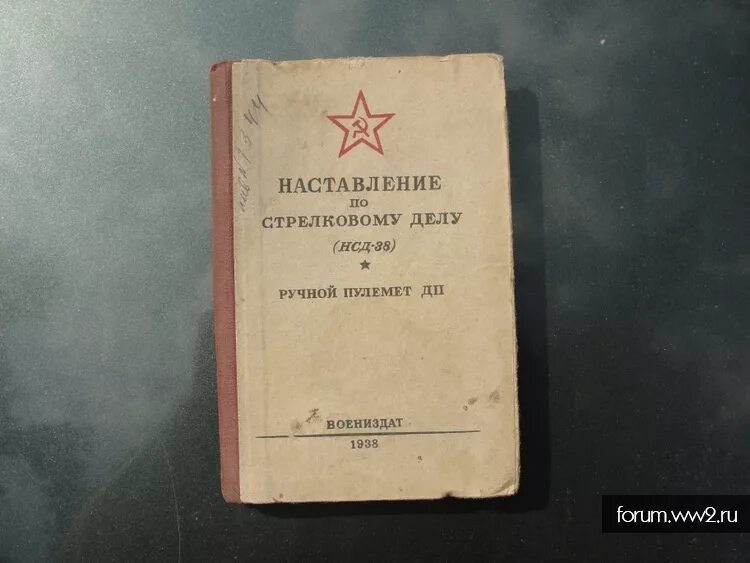 НАСТАВЛЕНИЕ
ПО
СТРЕЛКОВОМУ ДЕЛУ
(НСД-38)
РУЧНОЙ ПУЛЕМЕТ ДП
ВОЕНИЗДАТ
1938
forum.ww2.ru